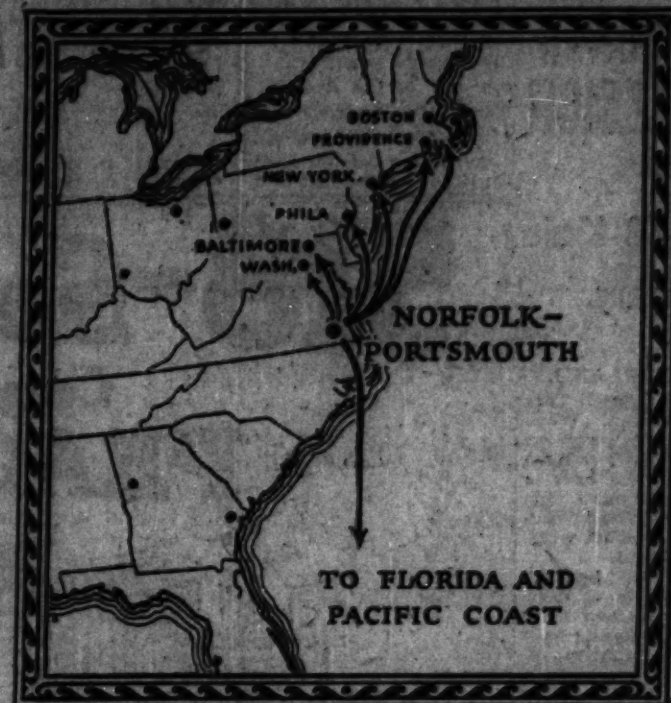 BOSTON
PROVIDENCE
NEW YORK
PHILA
BALTIMORE
WASH.
NORFOLK-
PORTSMOUTH
TO FLORIDA AND
PACIFIC COAST